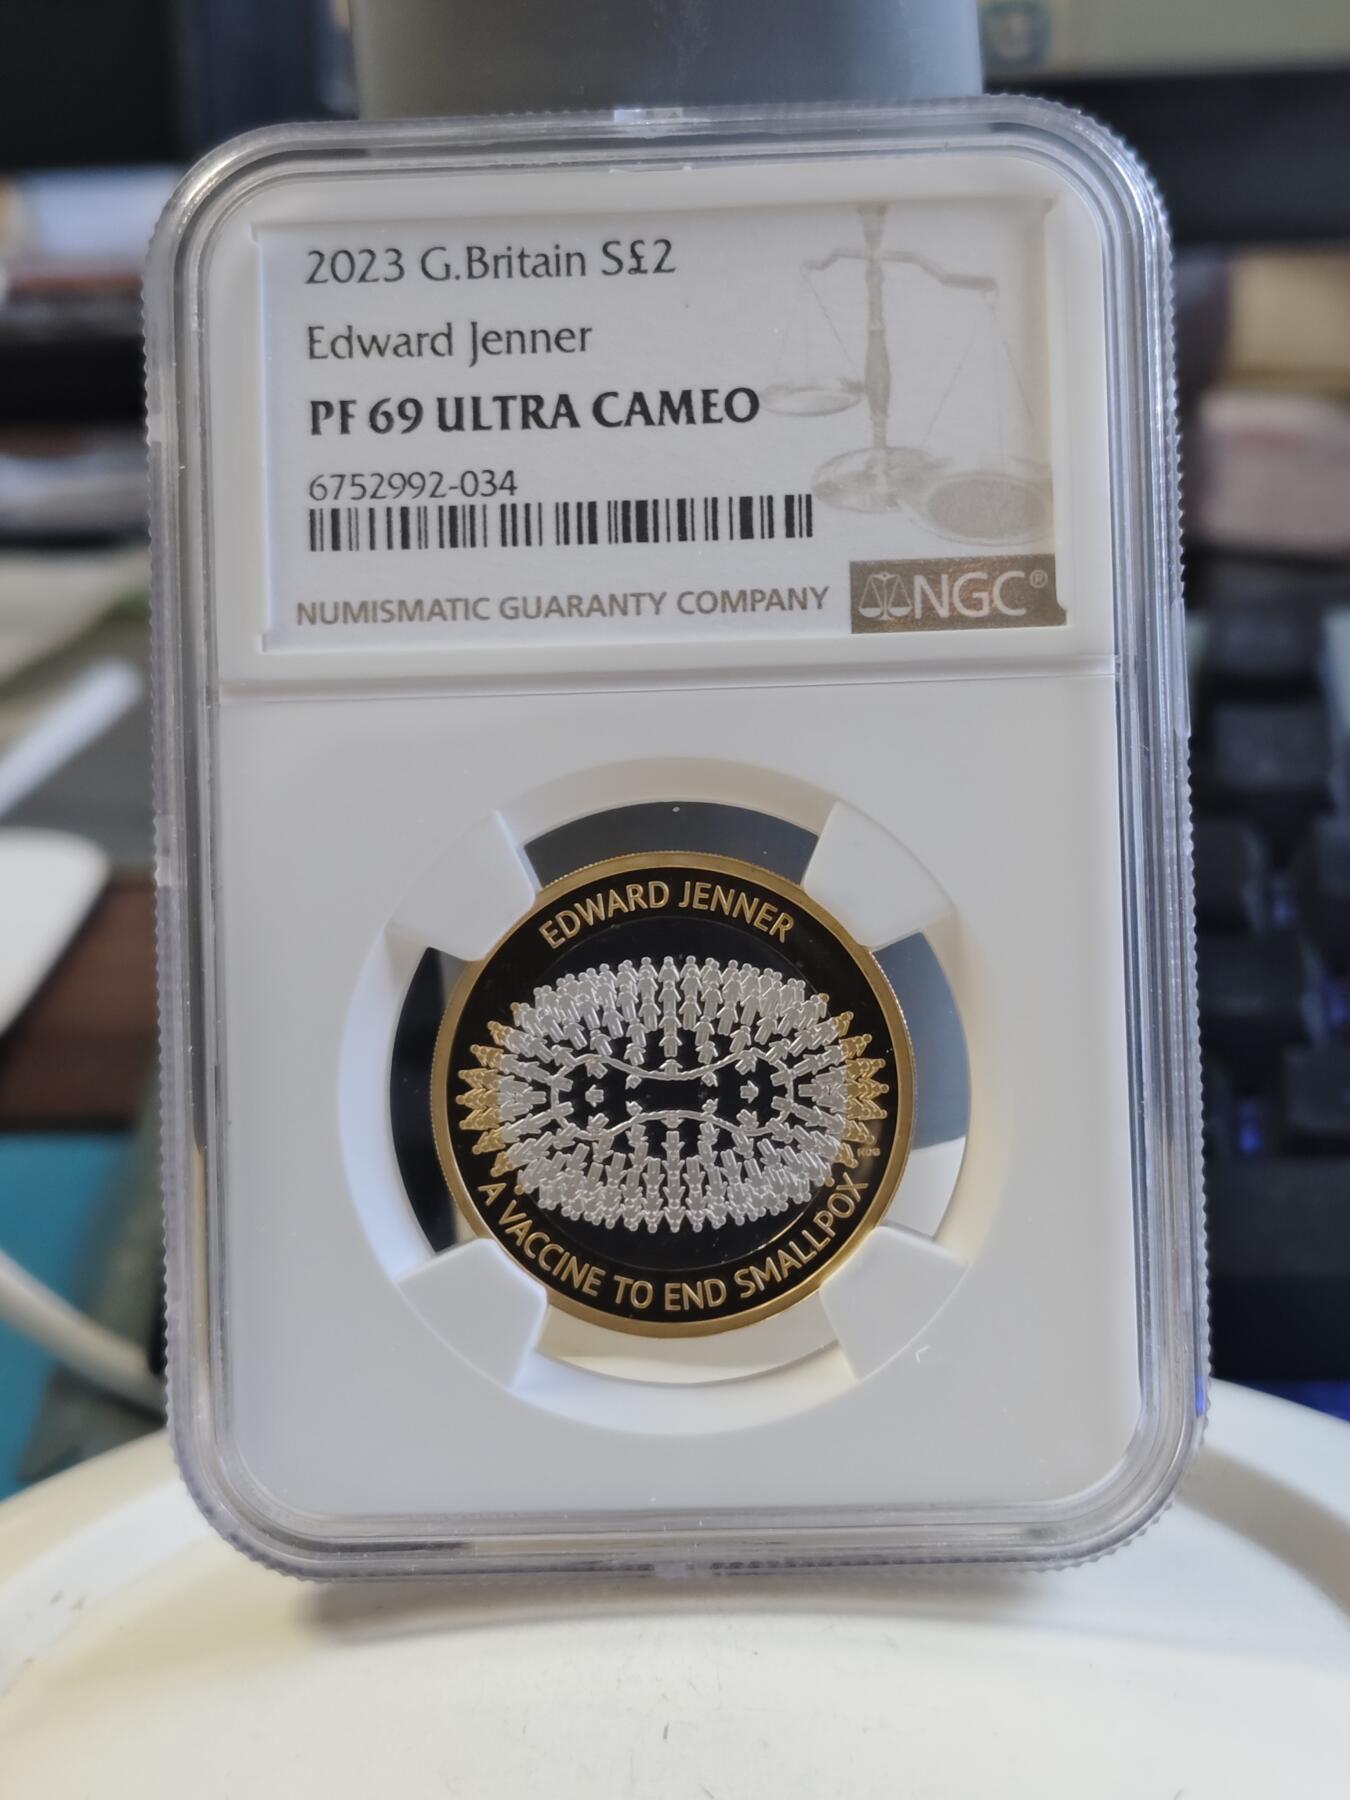 2023 G.Britain S£2
Edward Jenner
PF 69 ULTRA CAMEO
6752992-034
NUMISMATIC GUARANTY COMPANY
NGC®
EDWARD JENNER
A VACCINE TO END SMALLPOX